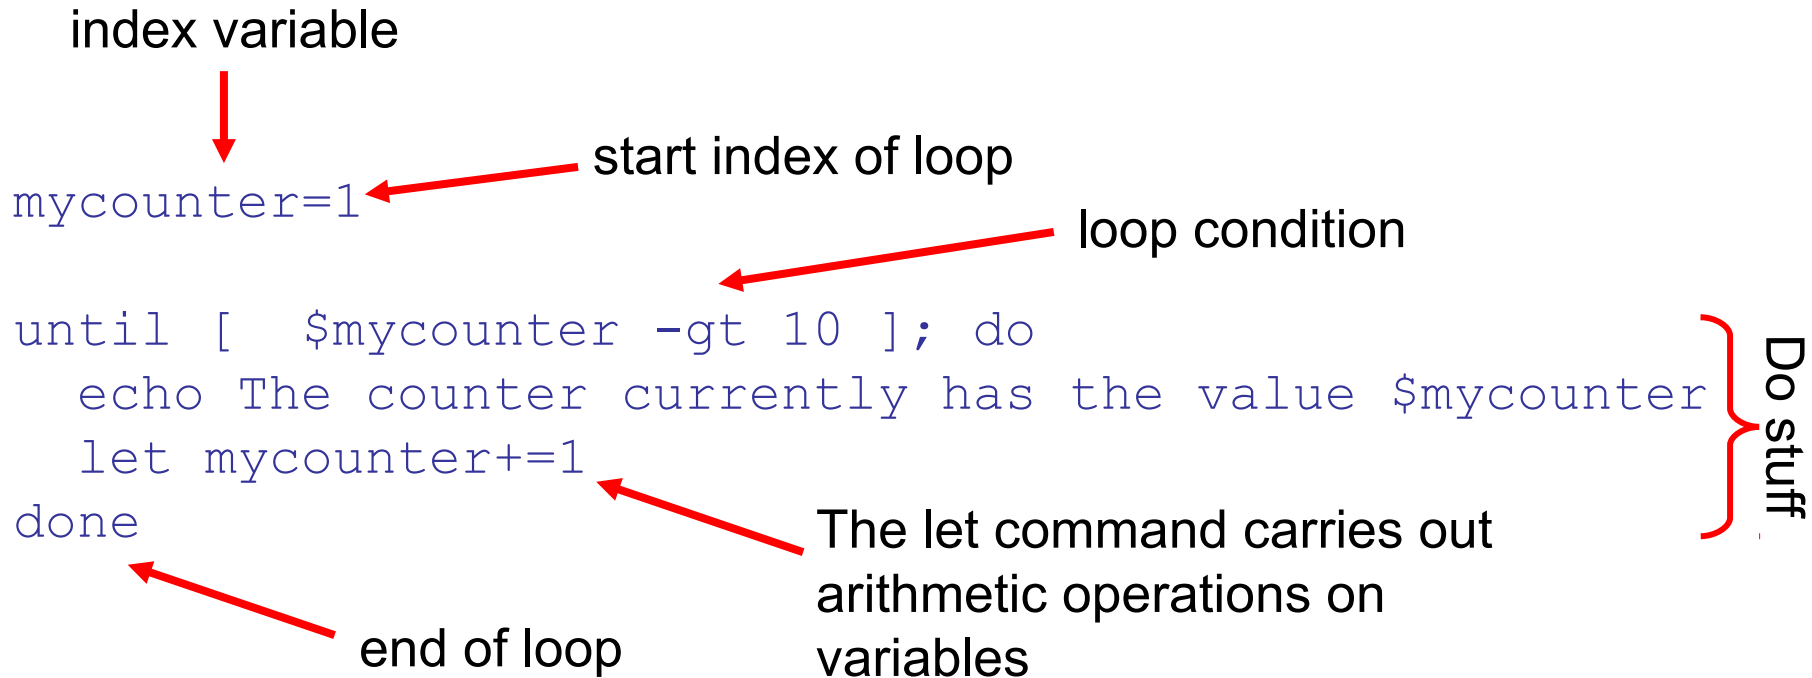 index variable
start index of loop
mycounter=1
loop condition
until [  $mycounter -gt 10 ]; do
echo The counter currently has the value $mycounter
let mycounter+=1
done
Do stuff
The let command carries out
arithmetic operations on
variables
end of loop